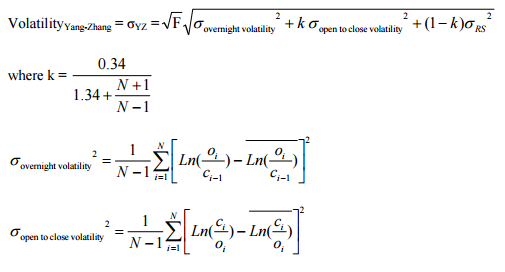 Volatility_Yang-Zhang = σ_YZ = √F √(σ_overnight volatility² + k σ_open to close volatility² + (1 − k)σ_RS²)
where k = 0.34 / (1.34 + (N + 1)/(N − 1))
σ_overnight volatility² = 1/(N − 1) ∑_{i=1}^{N} [Ln(o_i/c_{i−1}) − \overline{Ln(o_i/c_{i−1})}]²
σ_open to close volatility² = 1/(N − 1) ∑_{i=1}^{N} [Ln(c_i/o_i) − \overline{Ln(c_i/o_i)}]²